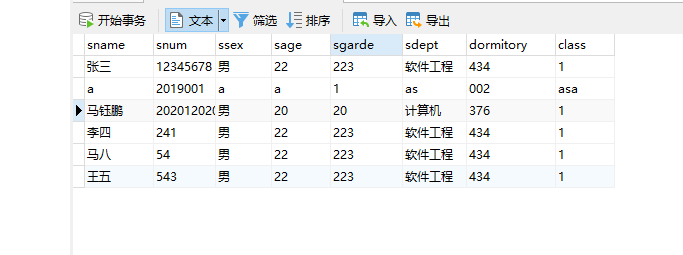 开始事务 文本 筛选 排序 导入 导出
sname snum ssex sage sgarde sdept dormitory class
张三 12345678 男 22 223 软件工程 434 1
a 2019001 a a 1 as 002 asa
马钰鹏 202012020 男 20 20 计算机 376 1
李四 241 男 22 223 软件工程 434 1
马八 54 男 22 223 软件工程 434 1
王五 543 男 22 223 软件工程 434 1